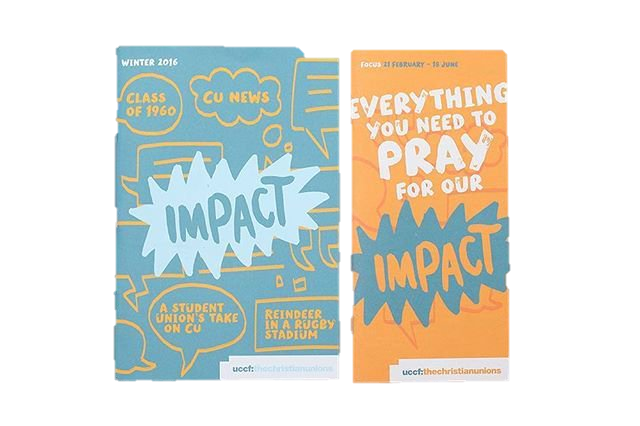 WINTER 2016
CLASS
OF 1960
CU NEWS
IMPACT
A STUDENT
UNION'S TAKE
ON CU
REINDEER
IN A RUGBY
STADIUM
uccf:thechristianunions
FOCUS 21 FEBRUARY – 18 JUNE
EVERYTHING
YOU NEED TO
PRAY
FOR OUR
IMPACT
uccf:thechristianunions